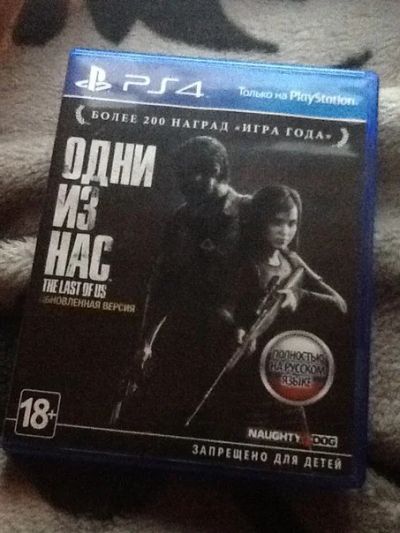 PS4
Только на PlayStation
БОЛЕЕ 200 НАГРАД «ИГРА ГОДА»
ОДНИ
ИЗ
НАС
THE LAST OF US
ОБНОВЛЕННАЯ ВЕРСИЯ
ПОЛНОСТЬЮ
НА РУССКОМ
ЯЗЫКЕ
18+
NAUGHTY DOG
ЗАПРЕЩЕНО ДЛЯ ДЕТЕЙ